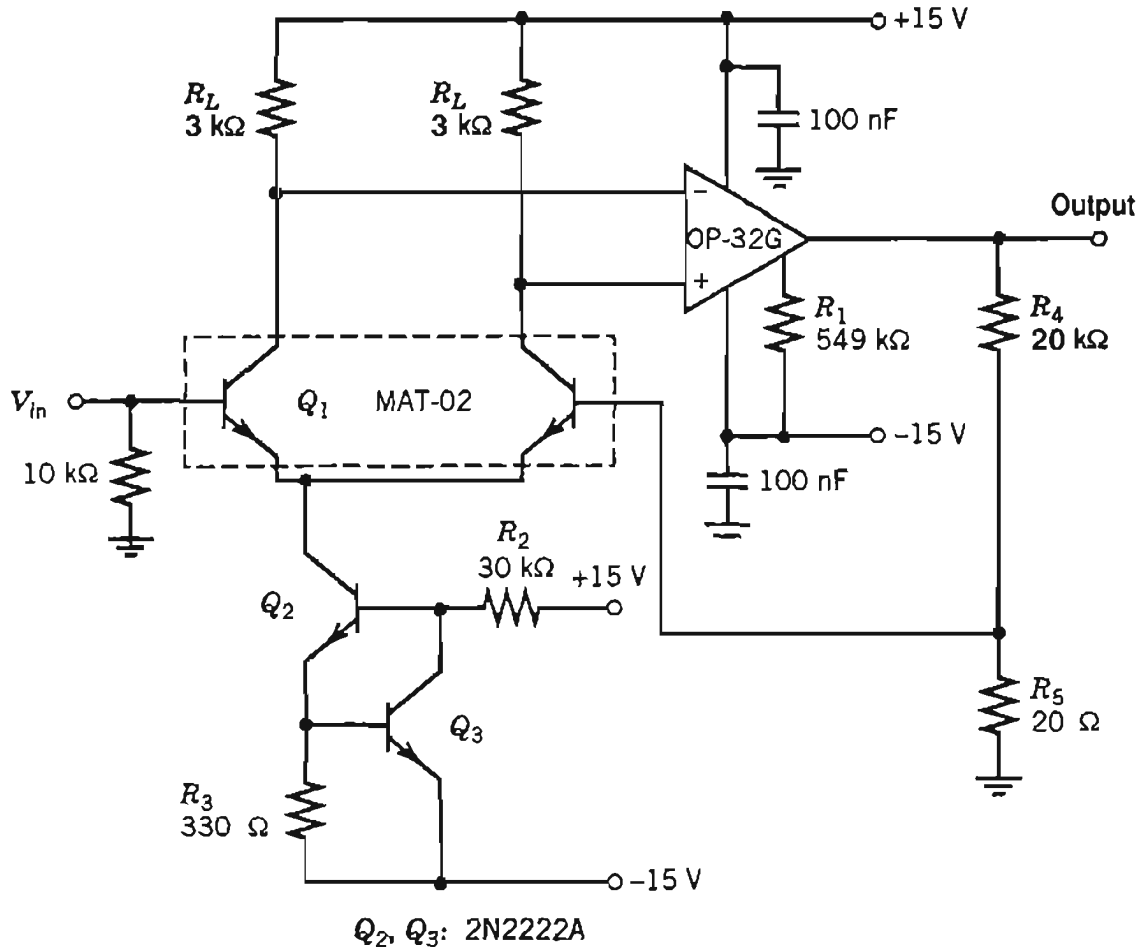 +15 V
R_L
3 kΩ
R_L
3 kΩ
100 nF
Output
−
OP-32G
+
R_1
549 kΩ
R_4
20 kΩ
V_in
Q_1
MAT-02
−15 V
10 kΩ
100 nF
R_2
30 kΩ
+15 V
Q_2
R_5
20 Ω
Q_3
R_3
330 Ω
−15 V
Q_2, Q_3: 2N2222A